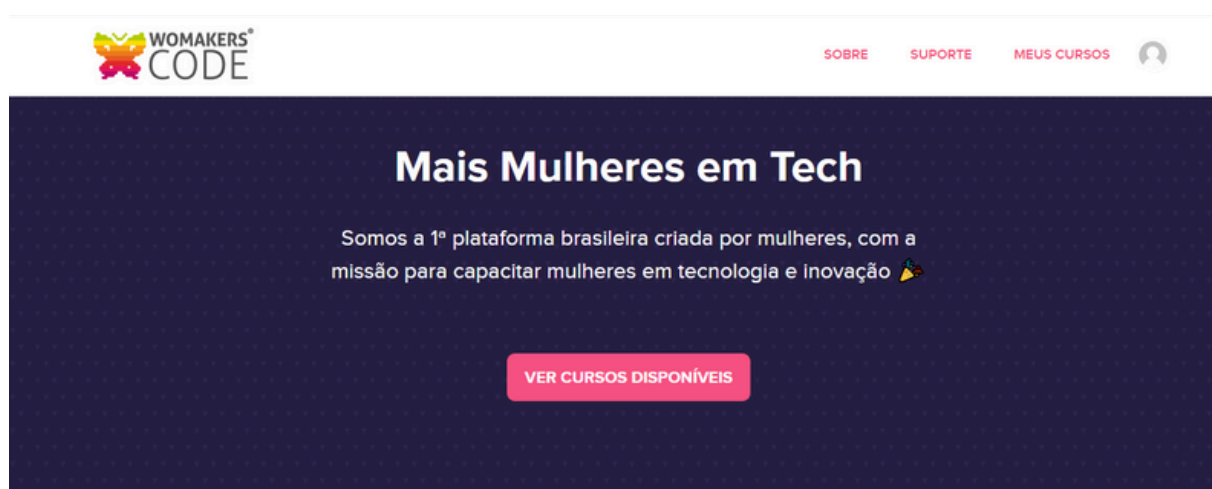 WOMAKERS®
CODE
SOBRE SUPORTE MEUS CURSOS
Mais Mulheres em Tech
Somos a 1ª plataforma brasileira criada por mulheres, com a
missão para capacitar mulheres em tecnologia e inovação 🎉
VER CURSOS DISPONÍVEIS